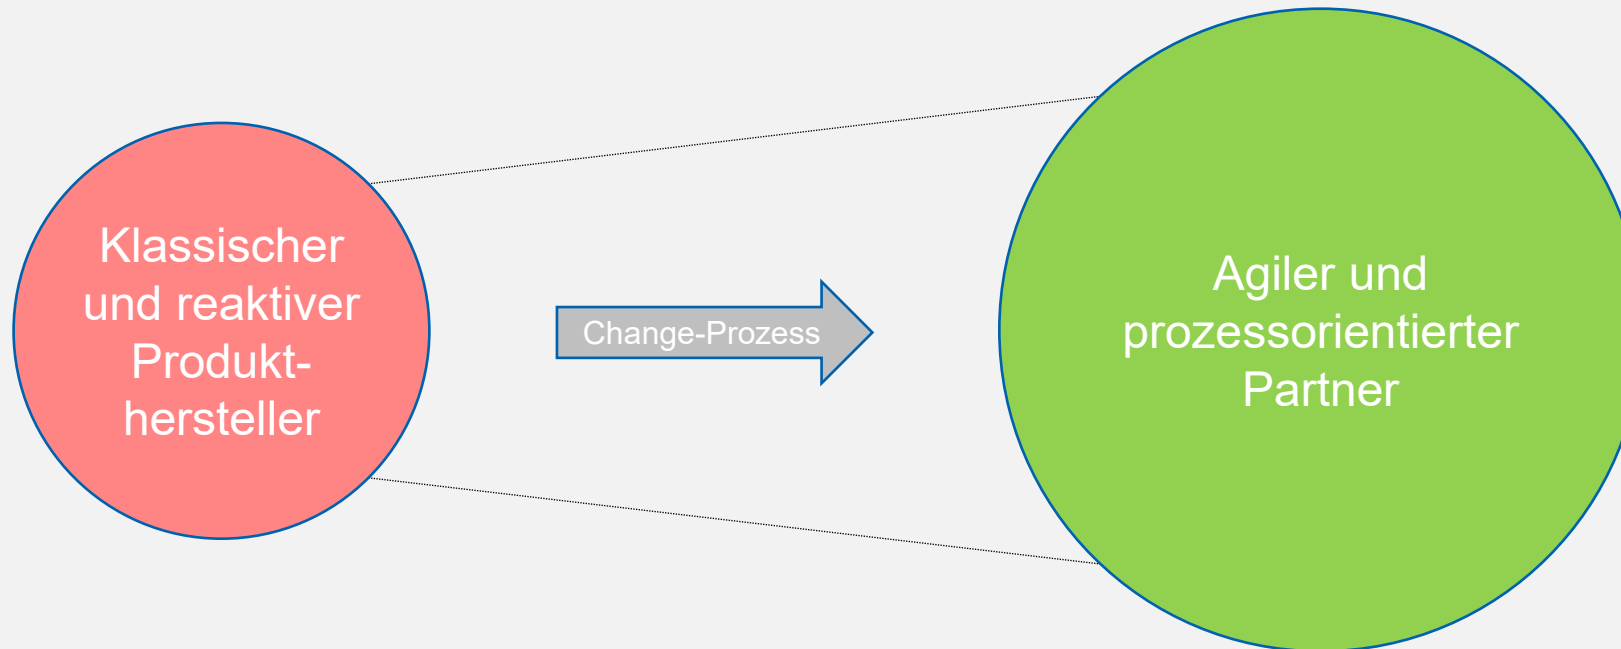 Klassischer
und reaktiver
Produkt-
hersteller
Change-Prozess
Agiler und
prozessorientierter
Partner